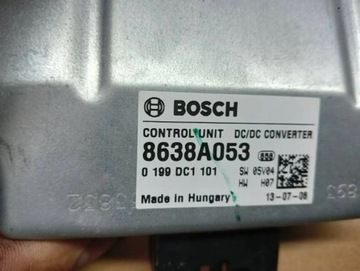 BOSCH
CONTROL UNIT DC/DC CONVERTER
8638A053
0 199 DC1 101 SW 05V04
HW H07
Made in Hungary 13-07-08